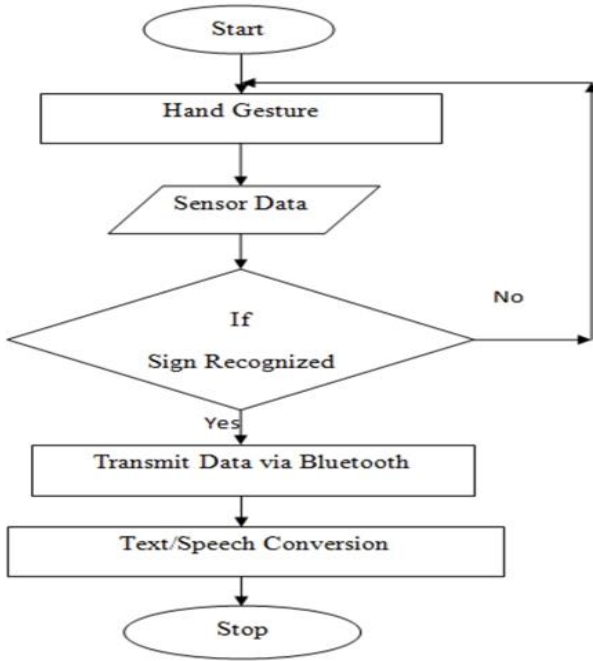 Start
Hand Gesture
Sensor Data
If
Sign Recognized
No
Yes
Transmit Data via Bluetooth
Text/Speech Conversion
Stop